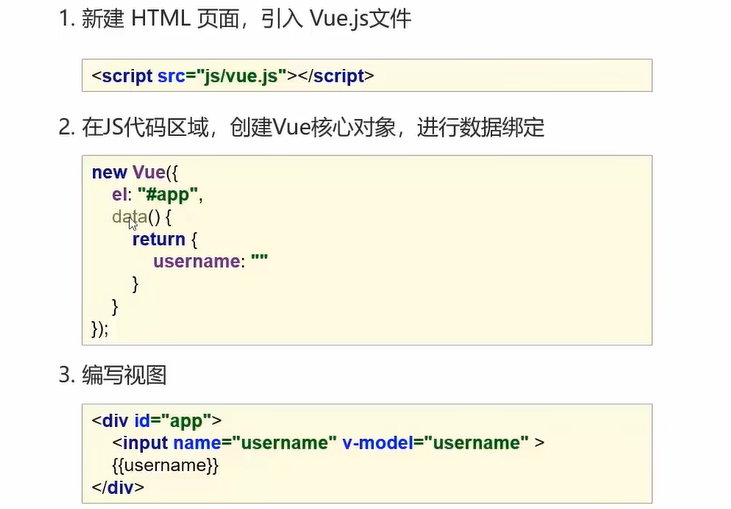 1. 新建 HTML 页面，引入 Vue.js文件
<script src="js/vue.js"></script>
2. 在JS代码区域，创建Vue核心对象，进行数据绑定
new Vue({
el: "#app",
data() {
return {
username: ""
}
}
});
3. 编写视图
<div id="app">
<input name="username" v-model="username" >
{{username}}
</div>